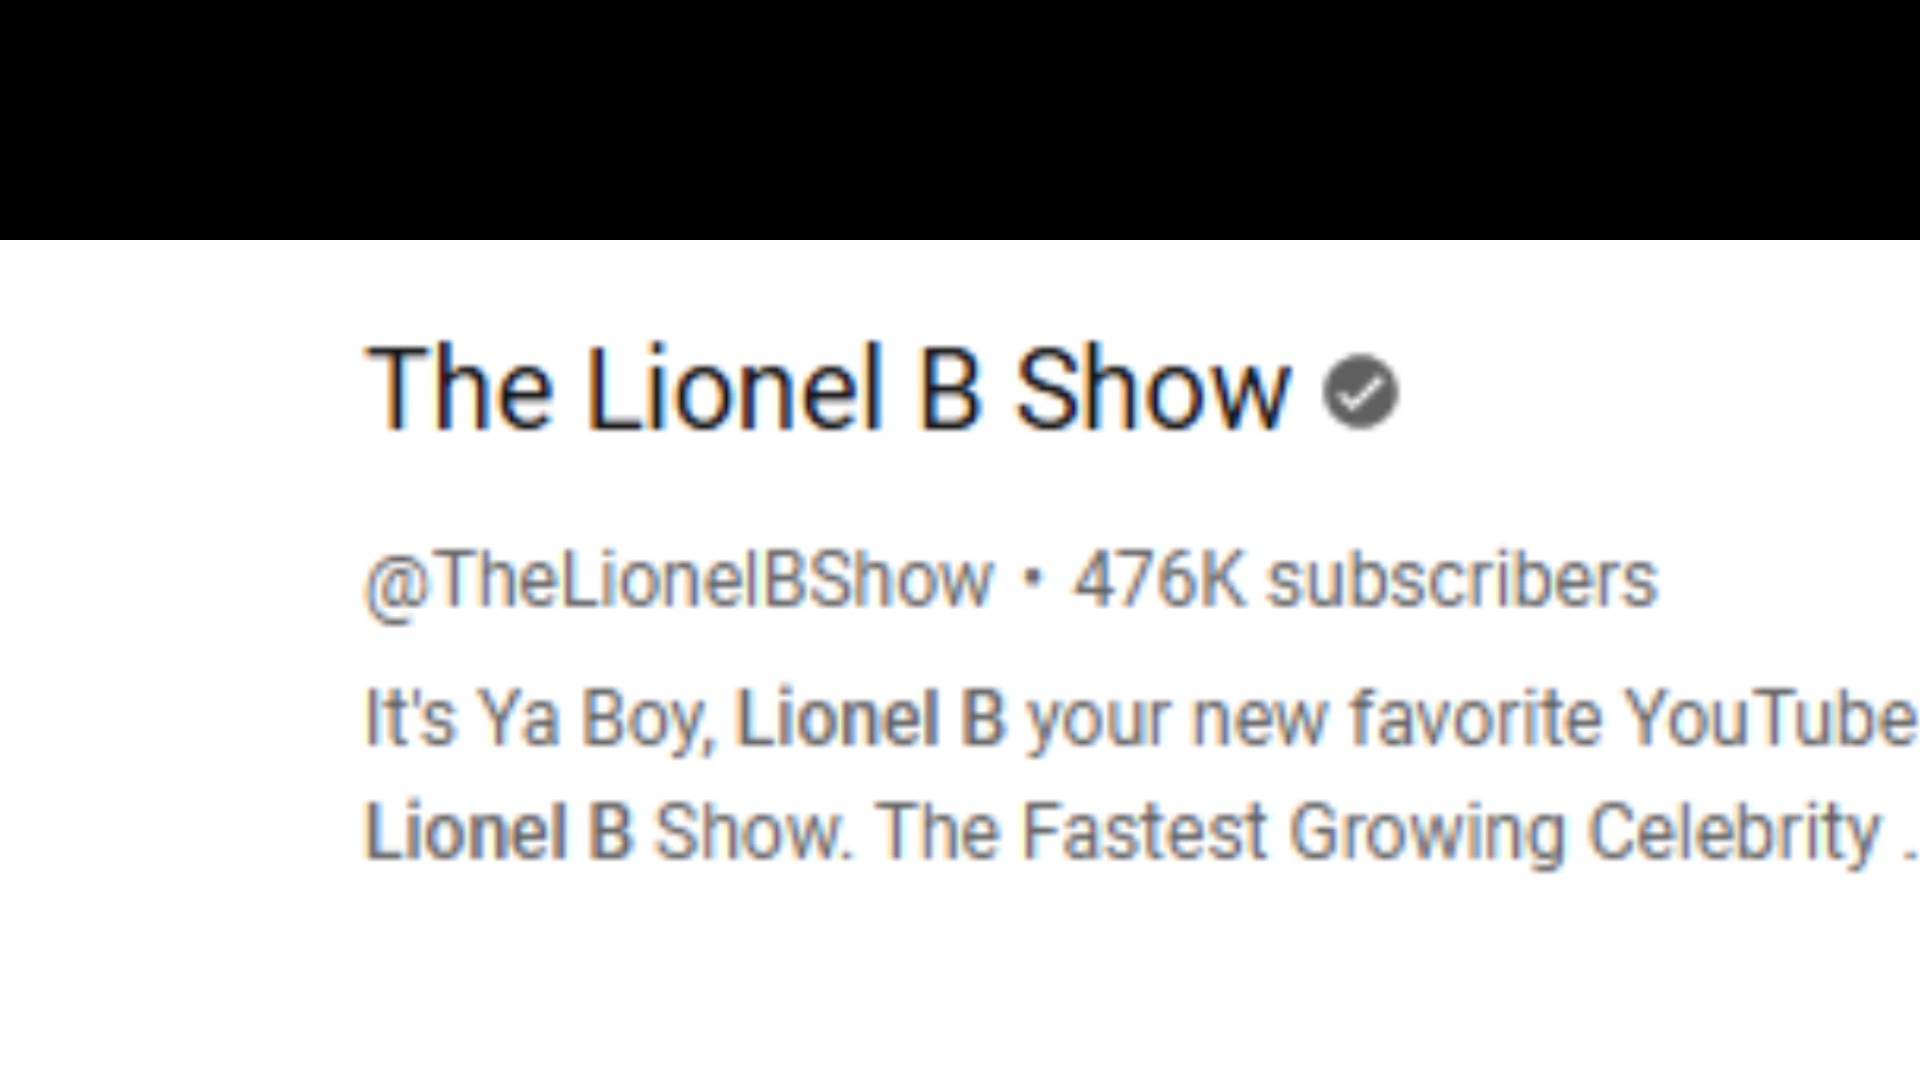 The Lionel B Show
@TheLionelBShow • 476K subscribers
It's Ya Boy, Lionel B your new favorite YouTube
Lionel B Show. The Fastest Growing Celebrity .